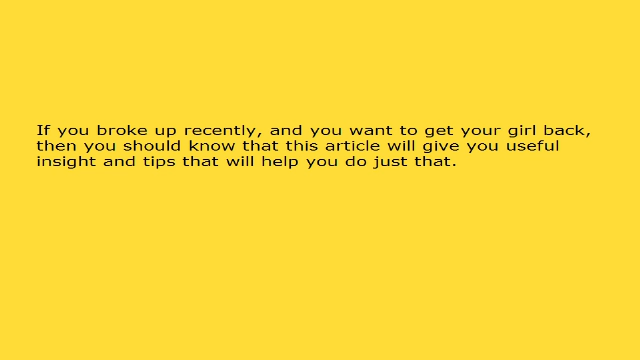 If you broke up recently, and you want to get your girl back,
then you should know that this article will give you useful
insight and tips that will help you do just that.